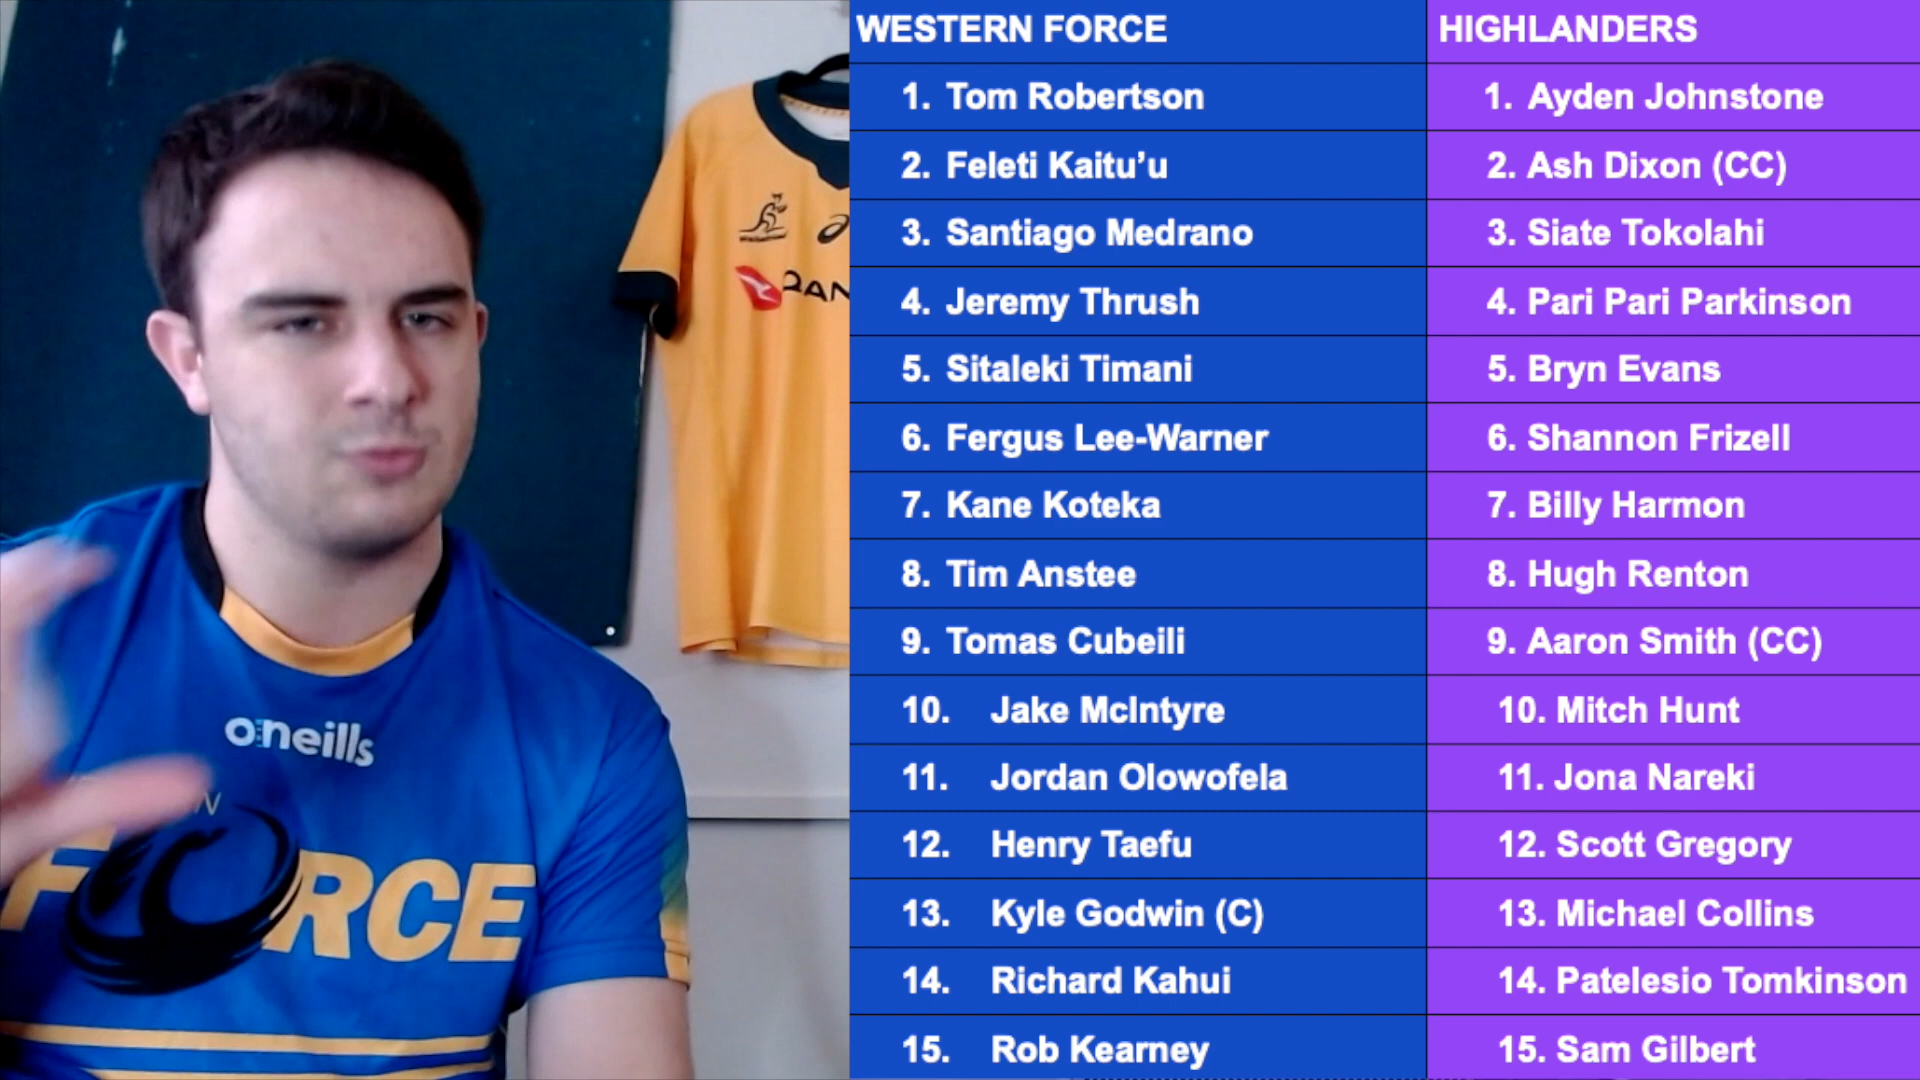 QAN
o'neills
FORCE
WESTERN FORCE
1. Tom Robertson
2. Feleti Kaitu’u
3. Santiago Medrano
4. Jeremy Thrush
5. Sitaleki Timani
6. Fergus Lee-Warner
7. Kane Koteka
8. Tim Anstee
9. Tomas Cubeili
10. Jake McIntyre
11. Jordan Olowofela
12. Henry Taefu
13. Kyle Godwin (C)
14. Richard Kahui
15. Rob Kearney
HIGHLANDERS
1. Ayden Johnstone
2. Ash Dixon (CC)
3. Siate Tokolahi
4. Pari Pari Parkinson
5. Bryn Evans
6. Shannon Frizell
7. Billy Harmon
8. Hugh Renton
9. Aaron Smith (CC)
10. Mitch Hunt
11. Jona Nareki
12. Scott Gregory
13. Michael Collins
14. Patelesio Tomkinson
15. Sam Gilbert